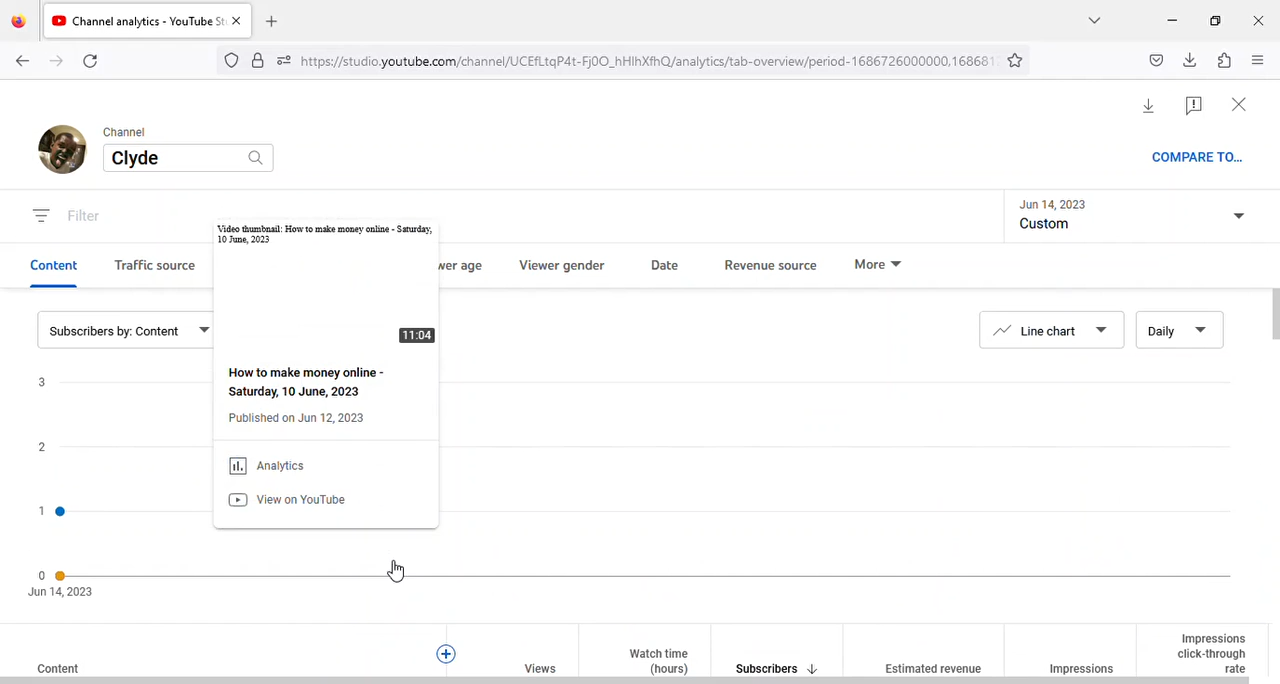 Channel analytics - YouTube St
https://studio.youtube.com/channel/UCEfLtqP4t-Fj0O_hHlhXfhQ/analytics/tab-overview/period-1686726000000,168681
Channel
Clyde
COMPARE TO...
Filter
Jun 14, 2023
Custom
Video thumbnail: How to make money online - Saturday,
10 June, 2023
Content
Traffic source
wer age
Viewer gender
Date
Revenue source
More
Subscribers by: Content
Line chart
Daily
11:04
How to make money online -
Saturday, 10 June, 2023
Published on Jun 12, 2023
Analytics
View on YouTube
3
2
1
0
Jun 14, 2023
Content
Views
Watch time
(hours)
Subscribers
Estimated revenue
Impressions
Impressions
click-through
rate